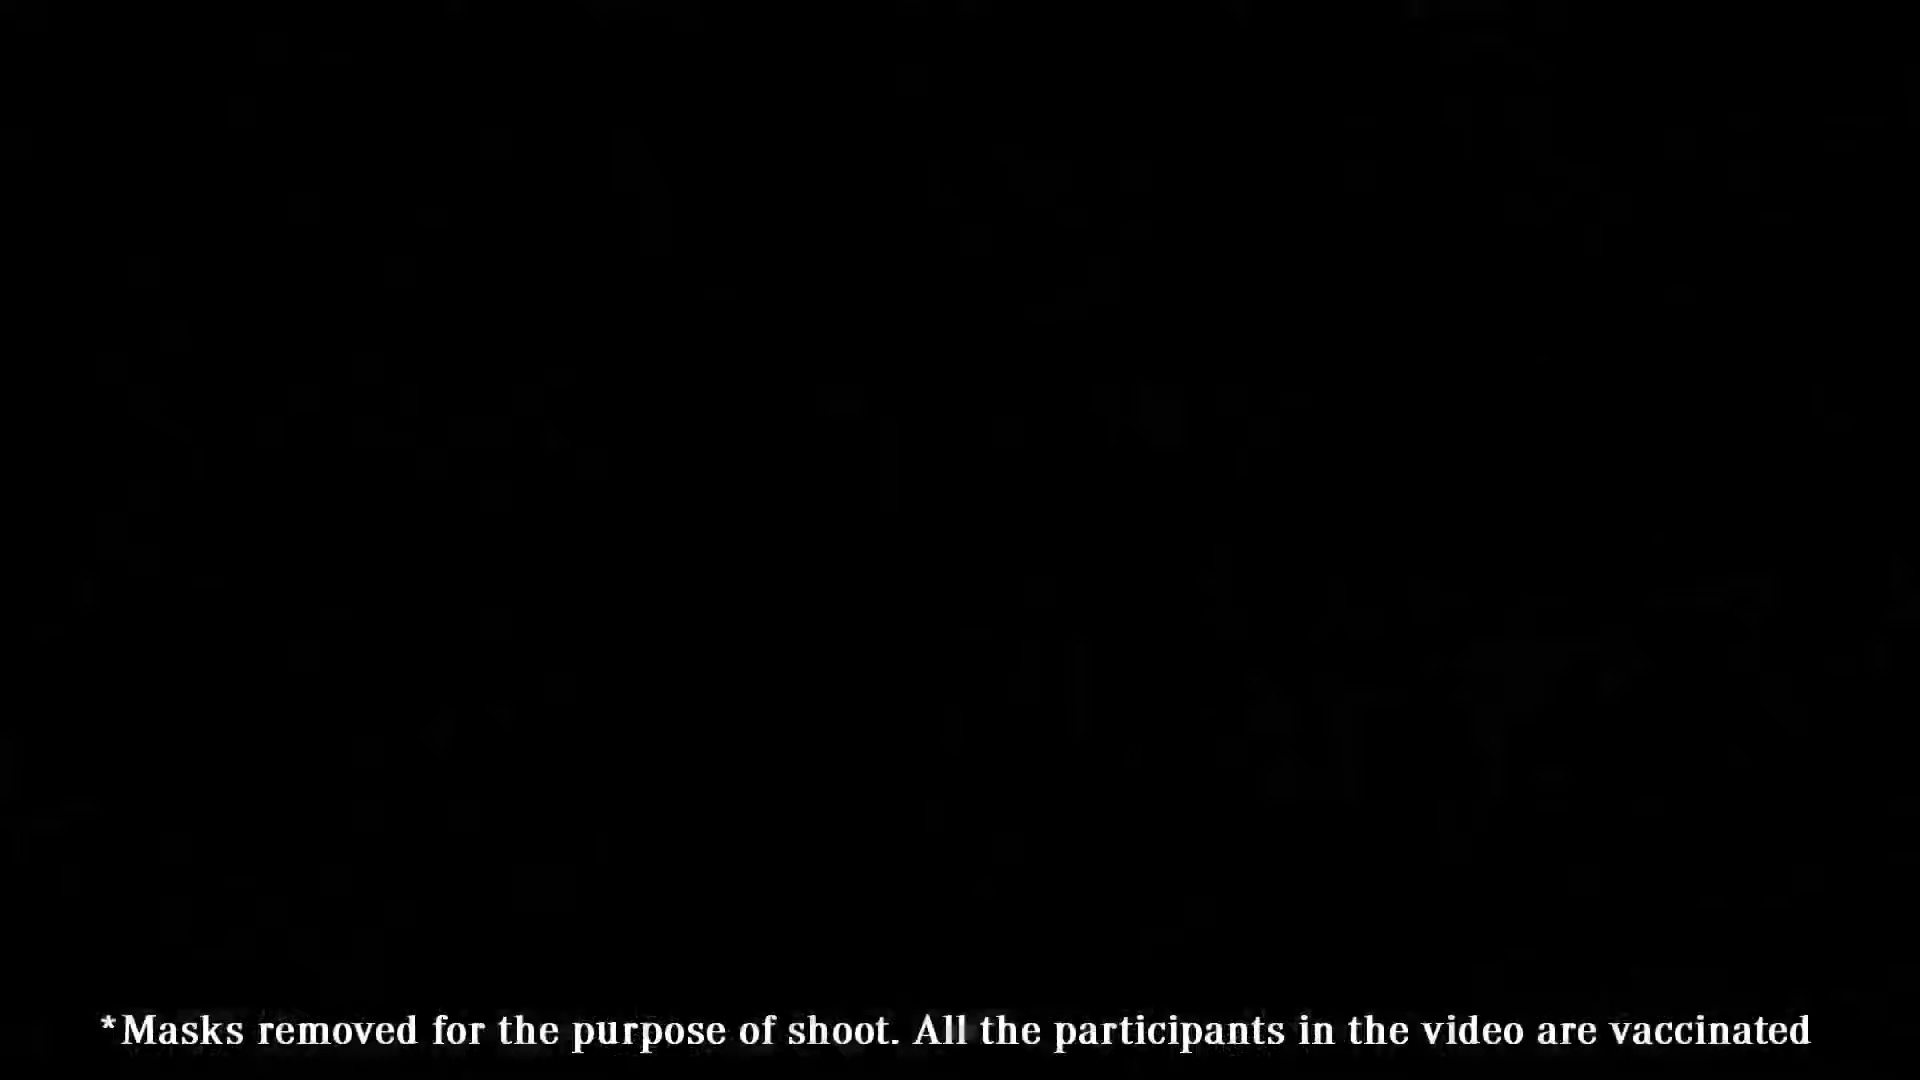 *Masks removed for the purpose of shoot. All the participants in the video are vaccinated